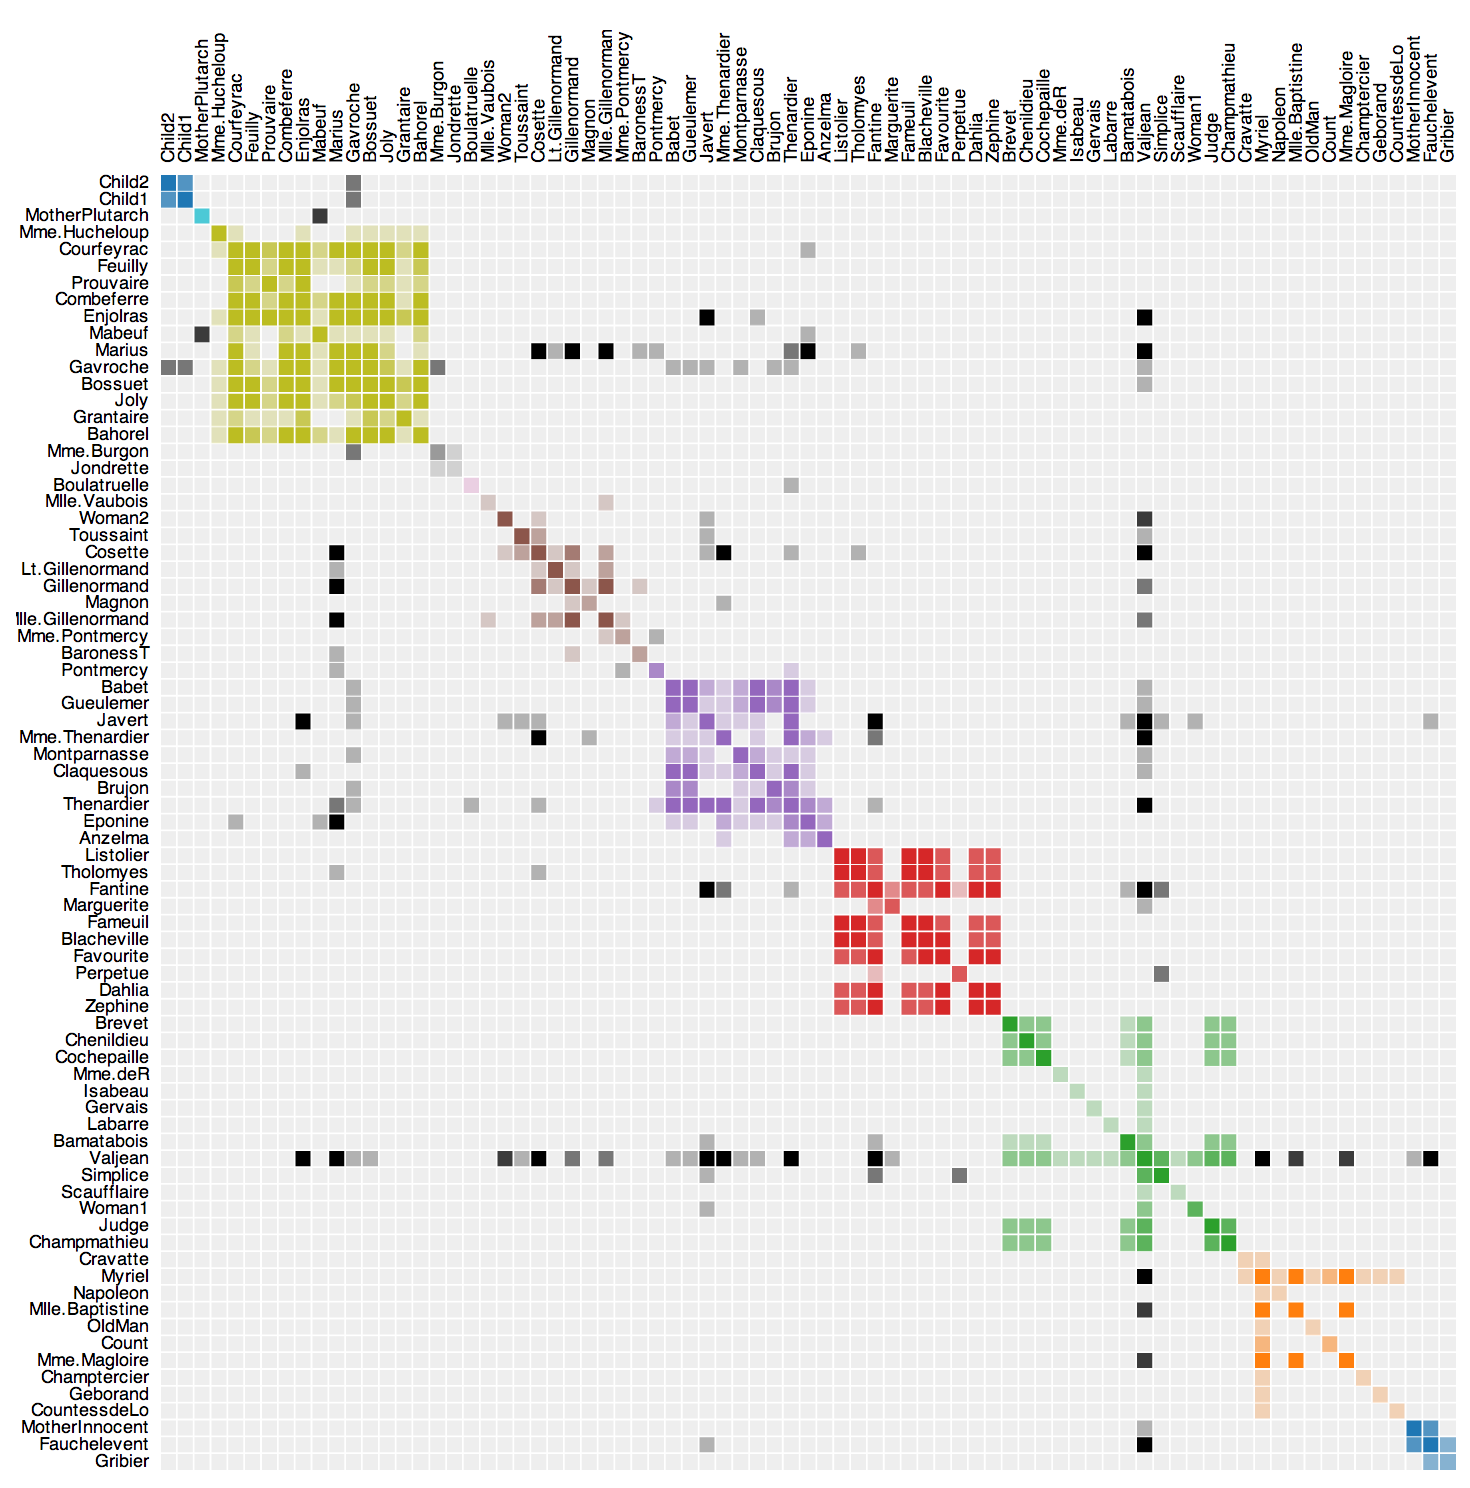 Child2
Child1
MotherPlutarch
Mme.Hucheloup
Courfeyrac
Feuilly
Prouvaire
Combeferre
Enjolras
Mabeuf
Marius
Gavroche
Bossuet
Joly
Grantaire
Bahorel
Mme.Burgon
Jondrette
Boulatruelle
Mlle.Vaubois
Woman2
Toussaint
Cosette
Lt.Gillenormand
Gillenormand
Magnon
Mlle.Gillenorman
Mme.Pontmercy
BaronessT
Pontmercy
Babet
Gueulemer
Javert
Mme.Thenardier
Montparnasse
Claquesous
Brujon
Thenardier
Eponine
Anzelma
Listolier
Tholomyes
Fantine
Marguerite
Fameuil
Blacheville
Favourite
Perpetue
Dahlia
Zephine
Brevet
Chenildieu
Cochepaille
Mme.deR
Isabeau
Gervais
Labarre
Bamatabois
Valjean
Simplice
Scaufflaire
Woman1
Judge
Champmathieu
Cravatte
Myriel
Napoleon
Mlle.Baptistine
OldMan
Count
Mme.Magloire
Champtercier
Geborand
CountessdeLo
MotherInnocent
Fauchelevent
Gribier
Child2
Child1
MotherPlutarch
Mme.Hucheloup
Courfeyrac
Feuilly
Prouvaire
Combeferre
Enjolras
Mabeuf
Marius
Gavroche
Bossuet
Joly
Grantaire
Bahorel
Mme.Burgon
Jondrette
Boulatruelle
Mlle.Vaubois
Woman2
Toussaint
Cosette
Lt.Gillenormand
Gillenormand
Magnon
lle.Gillenormand
Mme.Pontmercy
BaronessT
Pontmercy
Babet
Gueulemer
Javert
Mme.Thenardier
Montparnasse
Claquesous
Brujon
Thenardier
Eponine
Anzelma
Listolier
Tholomyes
Fantine
Marguerite
Fameuil
Blacheville
Favourite
Perpetue
Dahlia
Zephine
Brevet
Chenildieu
Cochepaille
Mme.deR
Isabeau
Gervais
Labarre
Bamatabois
Valjean
Simplice
Scaufflaire
Woman1
Judge
Champmathieu
Cravatte
Myriel
Napoleon
Mlle.Baptistine
OldMan
Count
Mme.Magloire
Champtercier
Geborand
CountessdeLo
MotherInnocent
Fauchelevent
Gribier